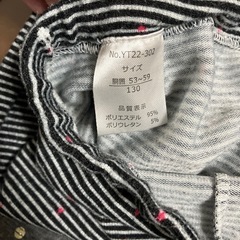 No.YT22-302
サイズ
胴囲 53~59
130
品質表示
ポリエステル 95%
ポリウレタン 5%